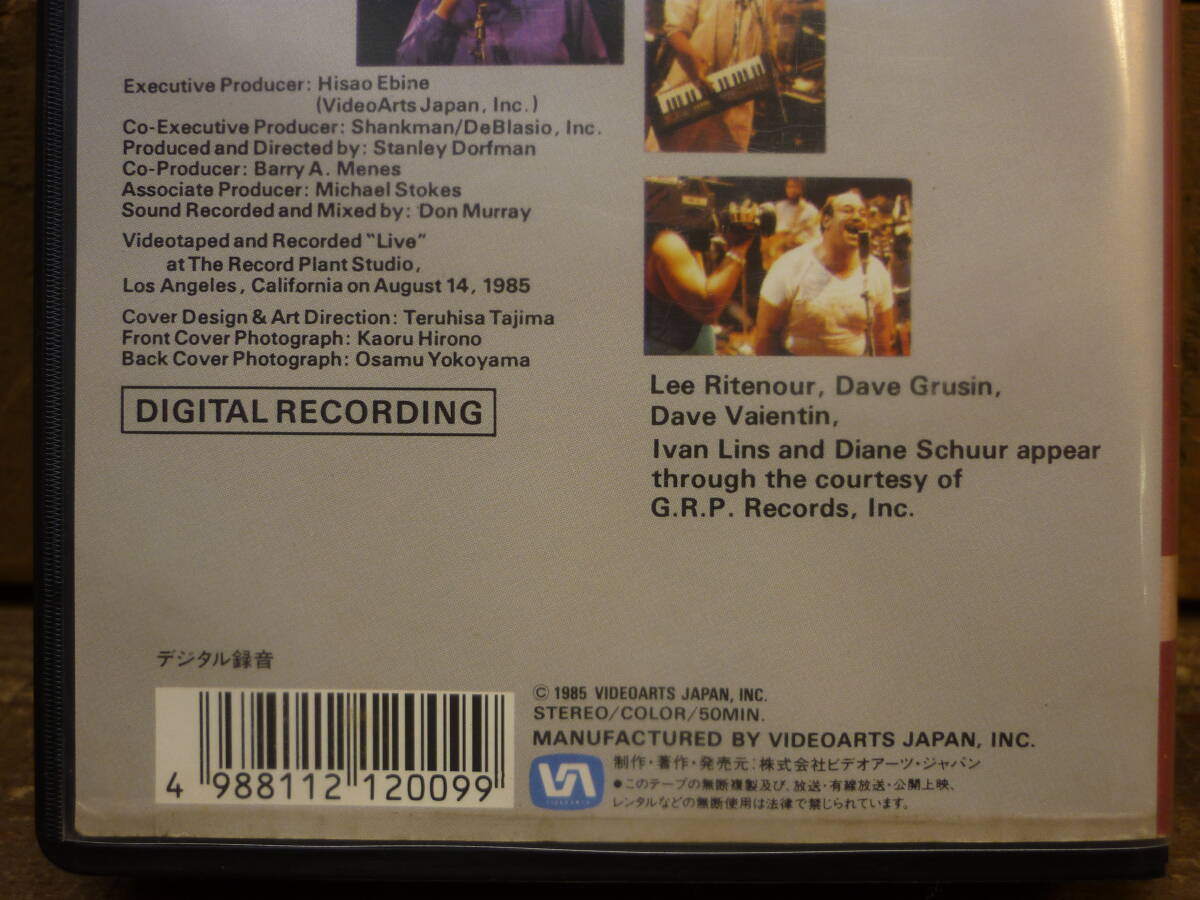 Executive Producer: Hisao Ebine
(VideoArts Japan, Inc.)
Co-Executive Producer: Shankman/DeBlasio, Inc.
Produced and Directed by: Stanley Dorfman
Co-Producer: Barry A. Menes
Associate Producer: Michael Stokes
Sound Recorded and Mixed by: Don Murray
Videotaped and Recorded "Live"
at The Record Plant Studio,
Los Angeles, California on August 14, 1985
Cover Design & Art Direction: Teruhisa Tajima
Front Cover Photograph: Kaoru Hirono
Back Cover Photograph: Osamu Yokoyama
DIGITAL RECORDING
Lee Ritenour, Dave Grusin,
Dave Vaientin,
Ivan Lins and Diane Schuur appear
through the courtesy of
G.R.P. Records, Inc.
デジタル録音
4 988112 120099
© 1985 VIDEOARTS JAPAN, INC.
STEREO/COLOR/50MIN.
MANUFACTURED BY VIDEOARTS JAPAN, INC.
制作・著作・発売元:株式会社ビデオアーツ・ジャパン
●このテープの無断複製及び、放送・有線放送・公開上映、
レンタルなどの無断使用は法律で禁じられています。
VA